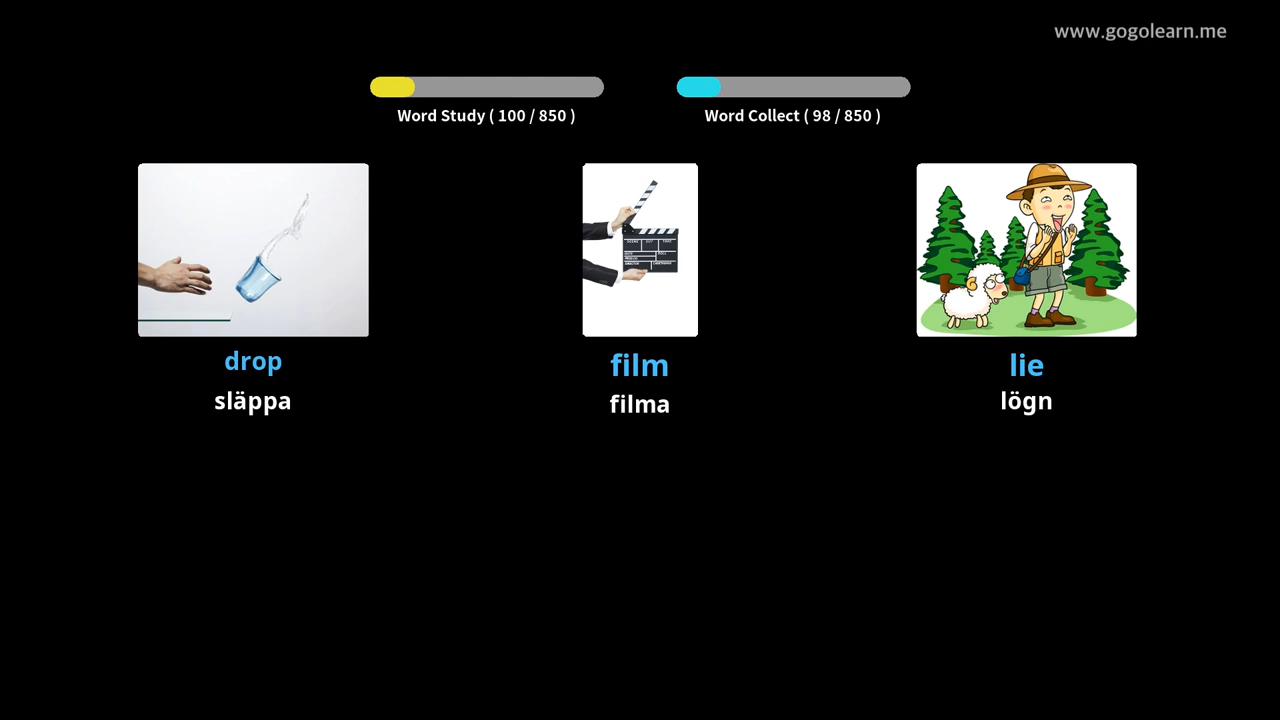 www.gogolearn.me
Word Study ( 100 / 850 )
Word Collect ( 98 / 850 )
drop
släppa
film
filma
lie
lögn